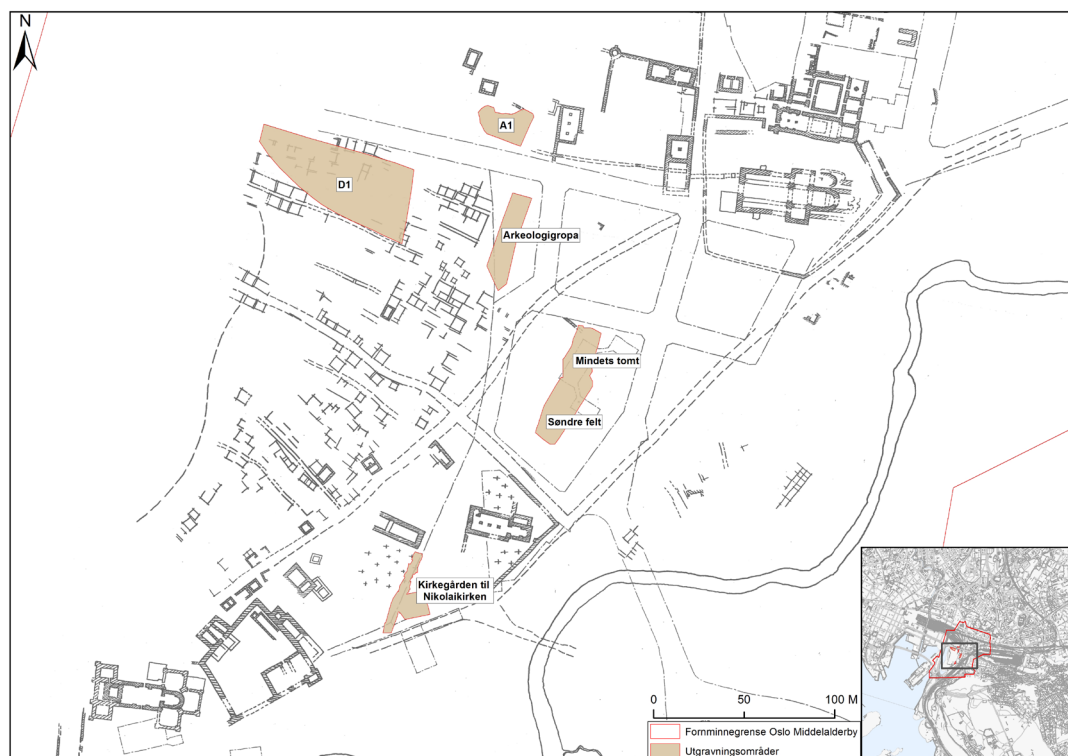 N
A1
D1
Arkeologigropa
Mindets tomt
Søndre felt
Kirkegården til
Nikolaikirken
0 50 100 M
Fornminnegrense Oslo Middelalderby
Utgravningsområder